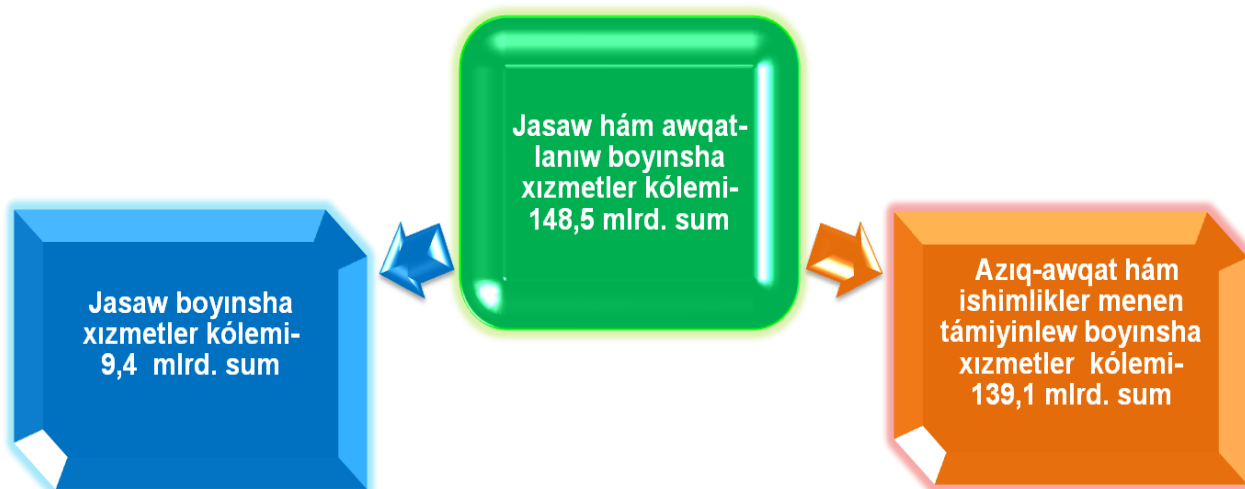 Jasaw hám awqat-
lanıw boyınsha
xızmetler kólemi-
148,5 mlrd. sum
Jasaw boyınsha
xızmetler kólemi-
9,4 mlrd. sum
Azıq-awqat hám
ishimlikler menen
támiyinlew boyınsha
xızmetler kólemi-
139,1 mlrd. sum